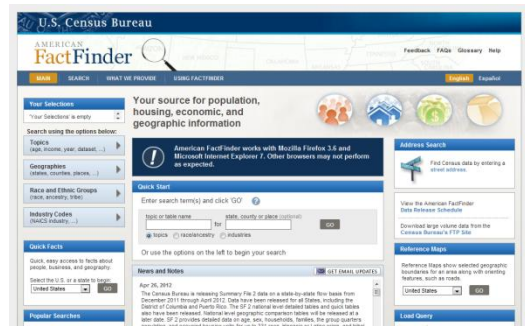 U.S. Census Bureau
AMERICAN
FactFinder
Feedback FAQs Glossary Help
MAIN SEARCH WHAT WE PROVIDE USING FACTFINDER
English Español
Your Selections
'Your Selections' is empty
Search using the options below:
Topics
(age, income, year, dataset, ...)
Geographies
(states, counties, places, ...)
Race and Ethnic Groups
(race, ancestry, tribe)
Industry Codes
(NAICS industry, ...)
Quick Facts
Quick, easy access to facts about
people, business, and geography.
Select the U.S. or a state to begin:
United States GO
Popular Searches
Your source for population,
housing, economic, and
geographic information
American FactFinder works with Mozilla Firefox 3.6 and
Microsoft Internet Explorer 7. Other browsers may not perform
as expected.
Quick Start
Enter search term(s) and click 'GO'
topic or table name state, county or place (optional)
for GO
topics race/ancestry industries
Or use the options on the left to begin your search
News and Notes GET EMAIL UPDATES
Apr 26, 2012
The Census Bureau is releasing Summary File 2 data on a state-by-state flow basis from
December 2011 through April 2012. Data have been released for all States, including the
District of Columbia and Puerto Rico. The SF 2 national level detailed tables and quick tables
also have been released. National level geographic comparison tables will be released at a
later date. SF 2 provides detailed data on age, sex, households, families, the group quarters
Address Search
Find Census data by entering a
street address.
View the American FactFinder
Data Release Schedule
Download large volume data from the
Census Bureau's FTP Site
Reference Maps
Reference Maps show selected geographic
boundaries for an area along with orienting
features, such as roads.
United States GO
Load Query